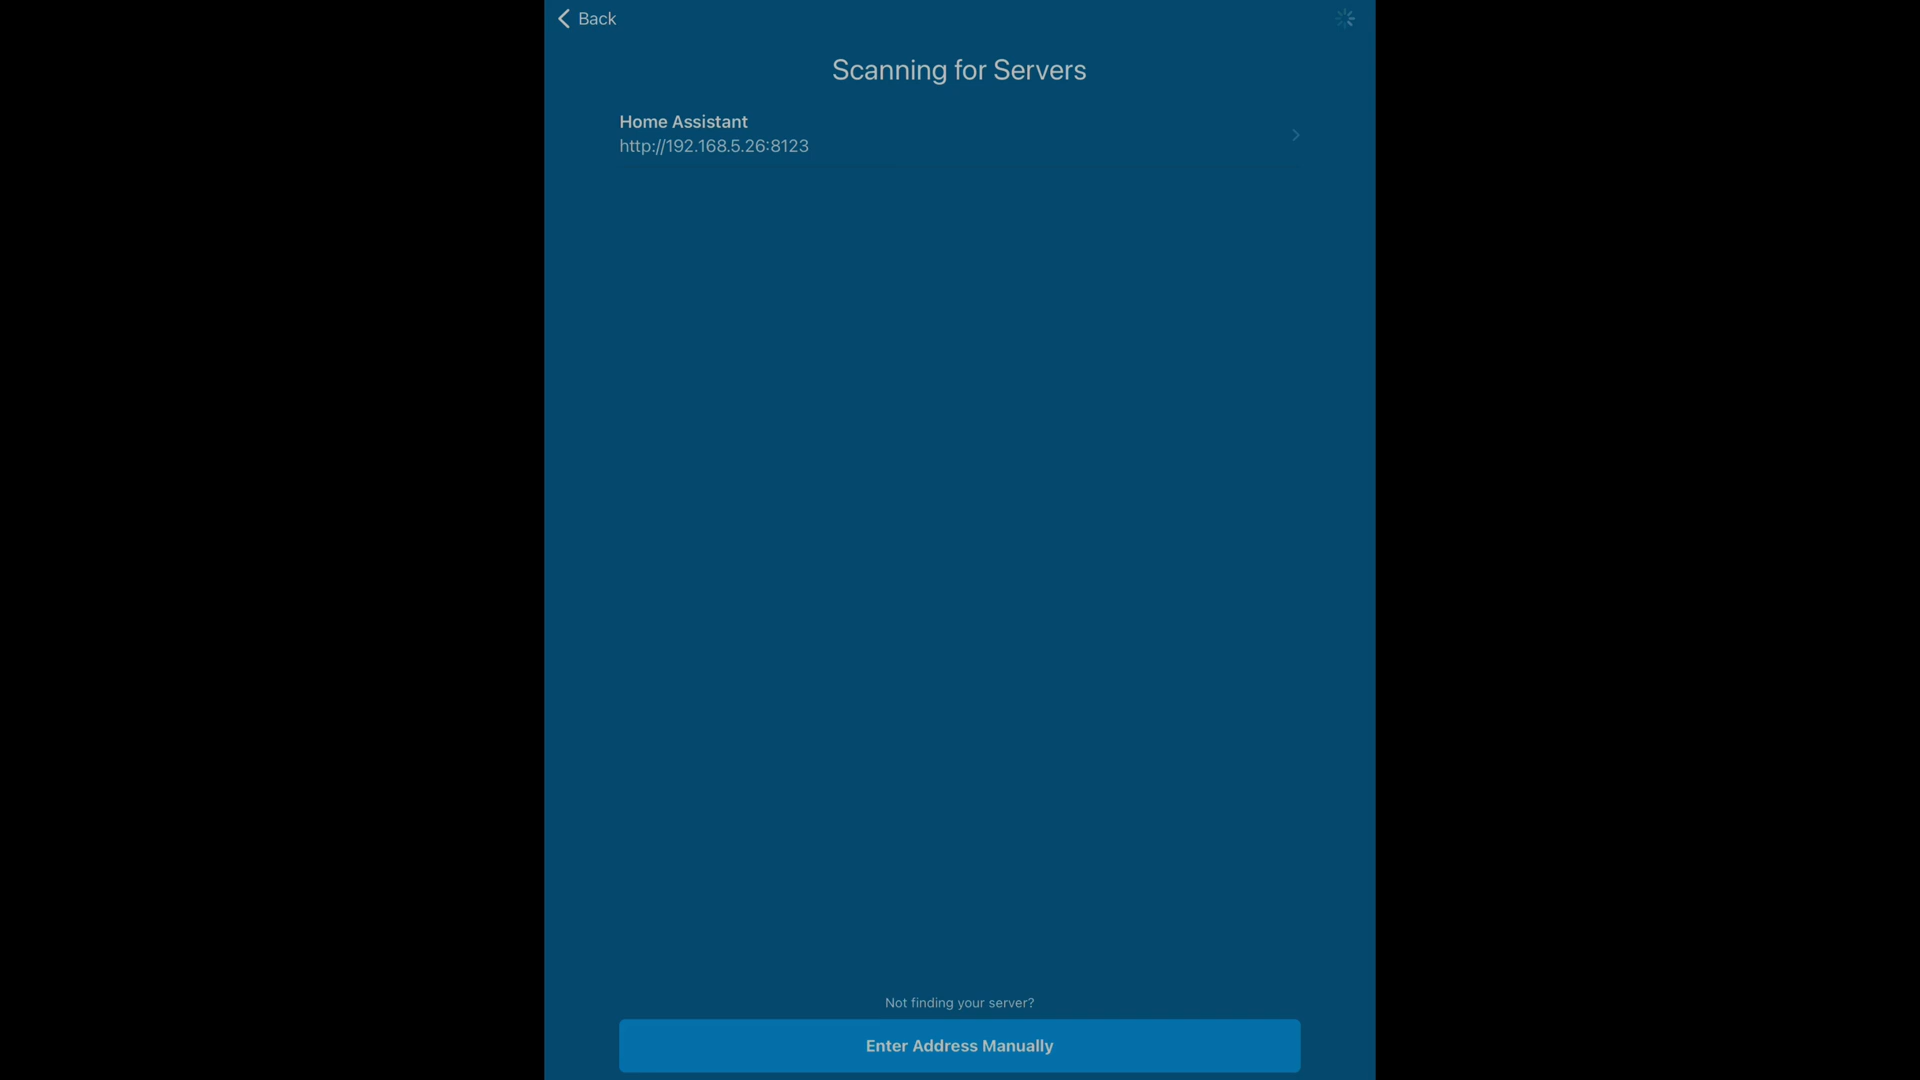 Back
Scanning for Servers
Home Assistant
http://192.168.5.26:8123
Not finding your server?
Enter Address Manually